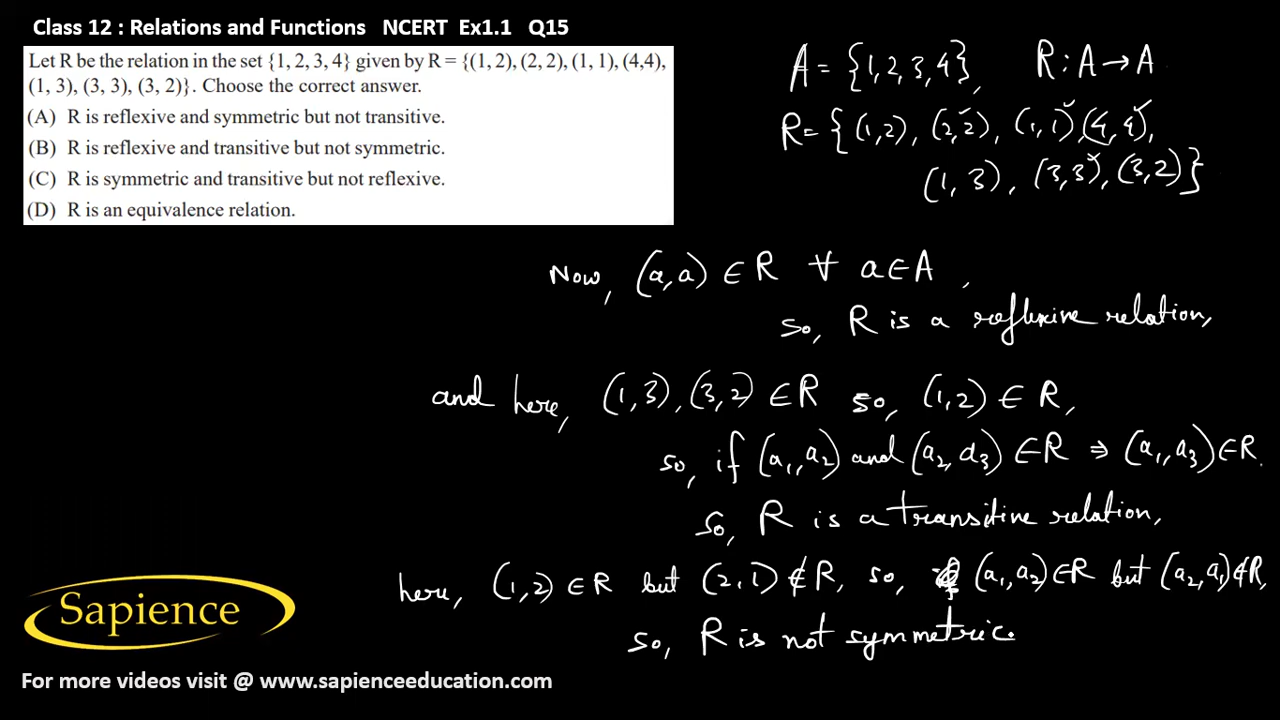 Class 12 : Relations and Functions NCERT Ex1.1 Q15
Let R be the relation in the set {1, 2, 3, 4} given by R = {(1, 2), (2, 2), (1, 1), (4,4),
(1, 3), (3, 3), (3, 2)}. Choose the correct answer.
(A) R is reflexive and symmetric but not transitive.
(B) R is reflexive and transitive but not symmetric.
(C) R is symmetric and transitive but not reflexive.
(D) R is an equivalence relation.
A = {1, 2, 3, 4}, R : A → A
R = {(1, 2), (2, 2), (1, 1), (4, 4),
(1, 3), (3, 3), (3, 2)}
Now, (a, a) ∈ R ∀ a ∈ A,
so, R is a reflexive relation,
and here, (1, 3), (3, 2) ∈ R so, (1, 2) ∈ R,
so, if (a₁, a₂) and (a₂, a₃) ∈ R ⇒ (a₁, a₃) ∈ R.
So, R is a transitive relation,
here, (1, 2) ∈ R but (2, 1) ∉ R, so, (a₁, a₂) ∈ R but (a₂, a₁) ∉ R,
so, R is not symmetric.
Sapience
For more videos visit @ www.sapienceeducation.com